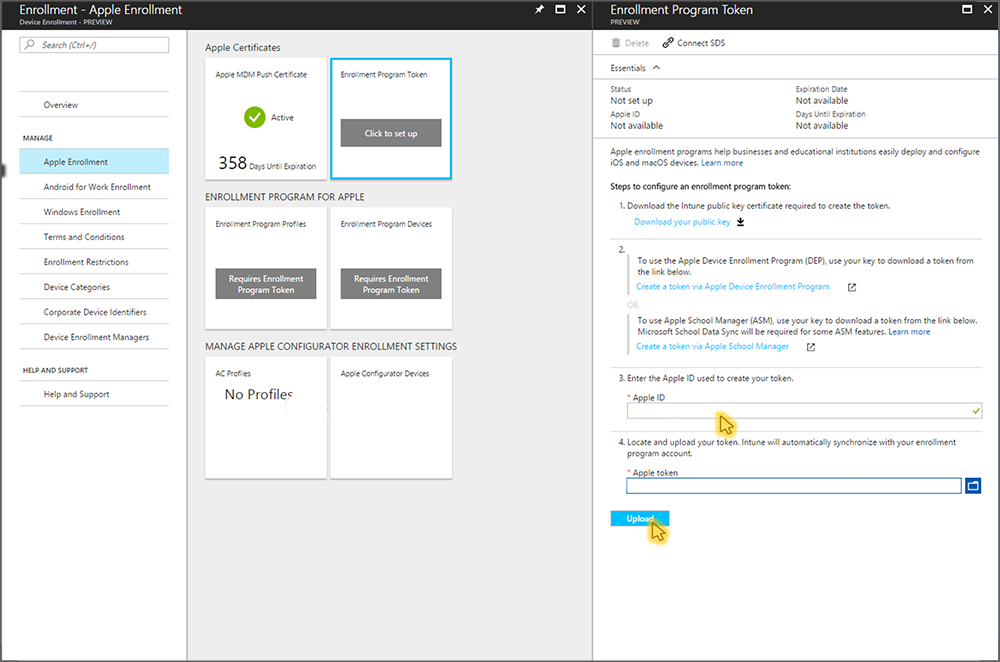 Enrollment - Apple Enrollment
Device Enrollment - PREVIEW
Search (Ctrl+/)
Overview
MANAGE
Apple Enrollment
Android for Work Enrollment
Windows Enrollment
Terms and Conditions
Enrollment Restrictions
Device Categories
Corporate Device Identifiers
Device Enrollment Managers
HELP AND SUPPORT
Help and Support
Apple Certificates
Apple MDM Push Certificate
Active
358 Days Until Expiration
Enrollment Program Token
Click to set up
ENROLLMENT PROGRAM FOR APPLE
Enrollment Program Profiles
Requires Enrollment
Program Token
Enrollment Program Devices
Requires Enrollment
Program Token
MANAGE APPLE CONFIGURATOR ENROLLMENT SETTINGS
AC Profiles
No Profiles
Apple Configurator Devices
Enrollment Program Token
PREVIEW
Delete
Connect SDS
Essentials
Status
Not set up
Expiration Date
Not available
Apple ID
Not available
Days Until Expiration
Not available
Apple enrollment programs help businesses and educational institutions easily deploy and configure
iOS and macOS devices. Learn more
Steps to configure an enrollment program token:
1. Download the Intune public key certificate required to create the token.
Download your public key
2.
To use the Apple Device Enrollment Program (DEP), use your key to download a token from
the link below.
Create a token via Apple Device Enrollment Program
OR
To use Apple School Manager (ASM), use your key to download a token from the link below.
Microsoft School Data Sync will be required for some ASM features. Learn more
Create a token via Apple School Manager
3. Enter the Apple ID used to create your token.
* Apple ID
4. Locate and upload your token. Intune will automatically synchronize with your enrollment
program account.
* Apple token
Upload